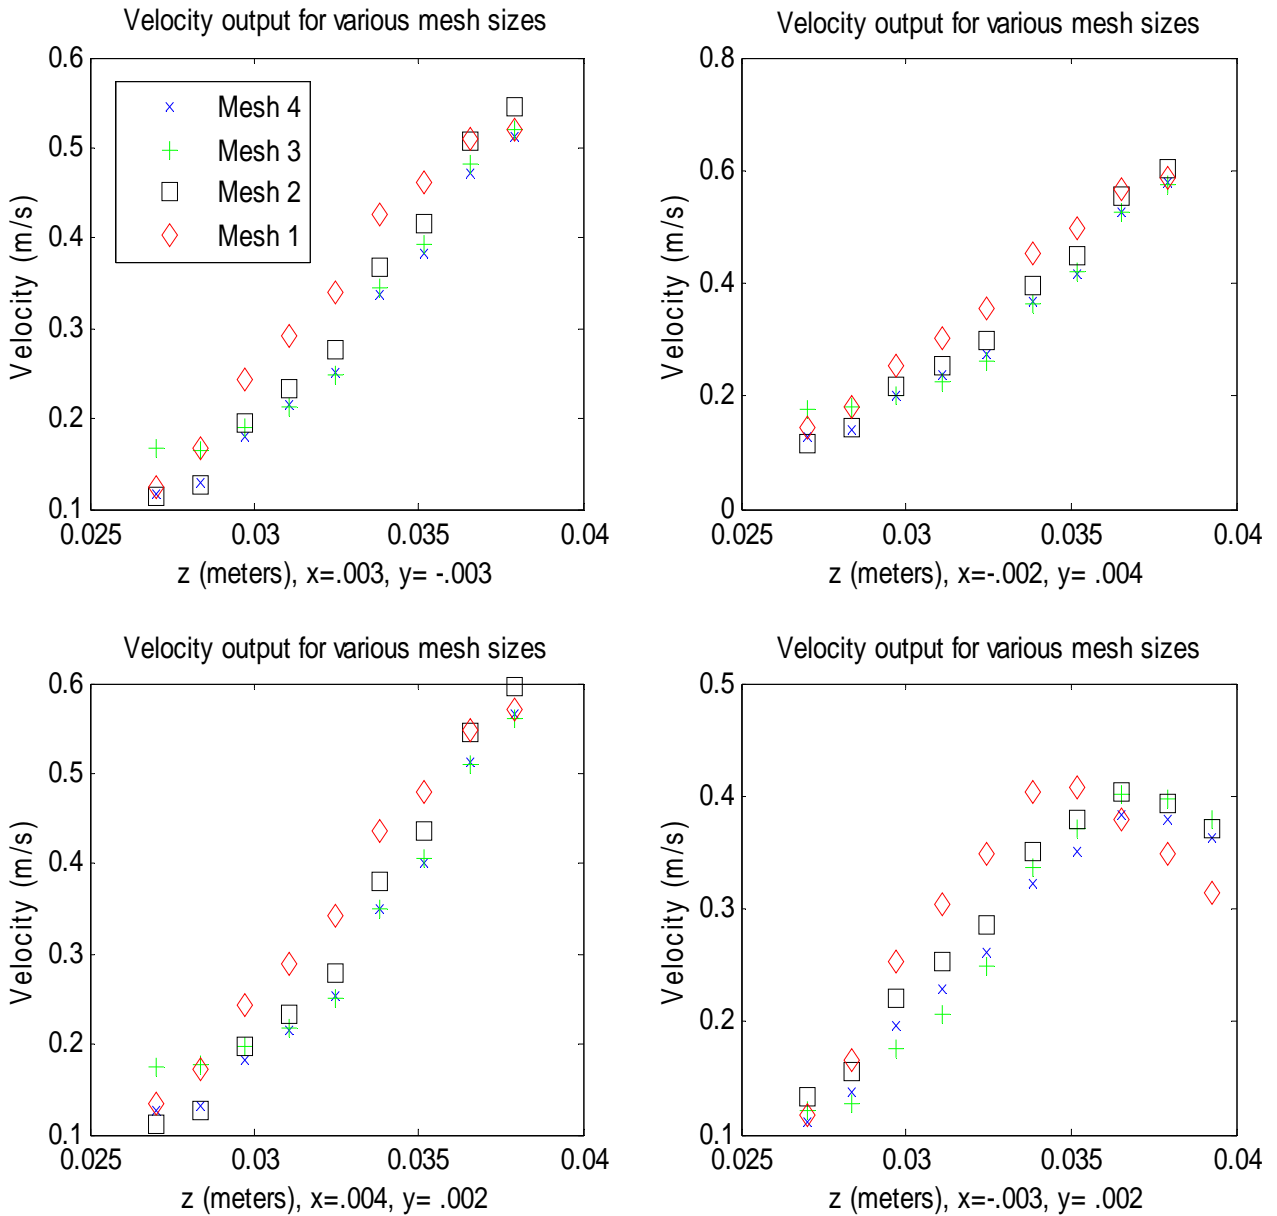 Velocity output for various mesh sizes
0.6
0.5
0.4
0.3
0.2
0.1
Velocity (m/s)
Mesh 4
Mesh 3
Mesh 2
Mesh 1
0.025
0.03
0.035
0.04
z (meters), x=.003, y= -.003
Velocity output for various mesh sizes
0.8
0.6
0.4
0.2
0
Velocity (m/s)
0.025
0.03
0.035
0.04
z (meters), x=-.002, y= .004
Velocity output for various mesh sizes
0.6
0.5
0.4
0.3
0.2
0.1
Velocity (m/s)
0.025
0.03
0.035
0.04
z (meters), x=.004, y= .002
Velocity output for various mesh sizes
0.5
0.4
0.3
0.2
0.1
Velocity (m/s)
0.025
0.03
0.035
0.04
z (meters), x=-.003, y= .002